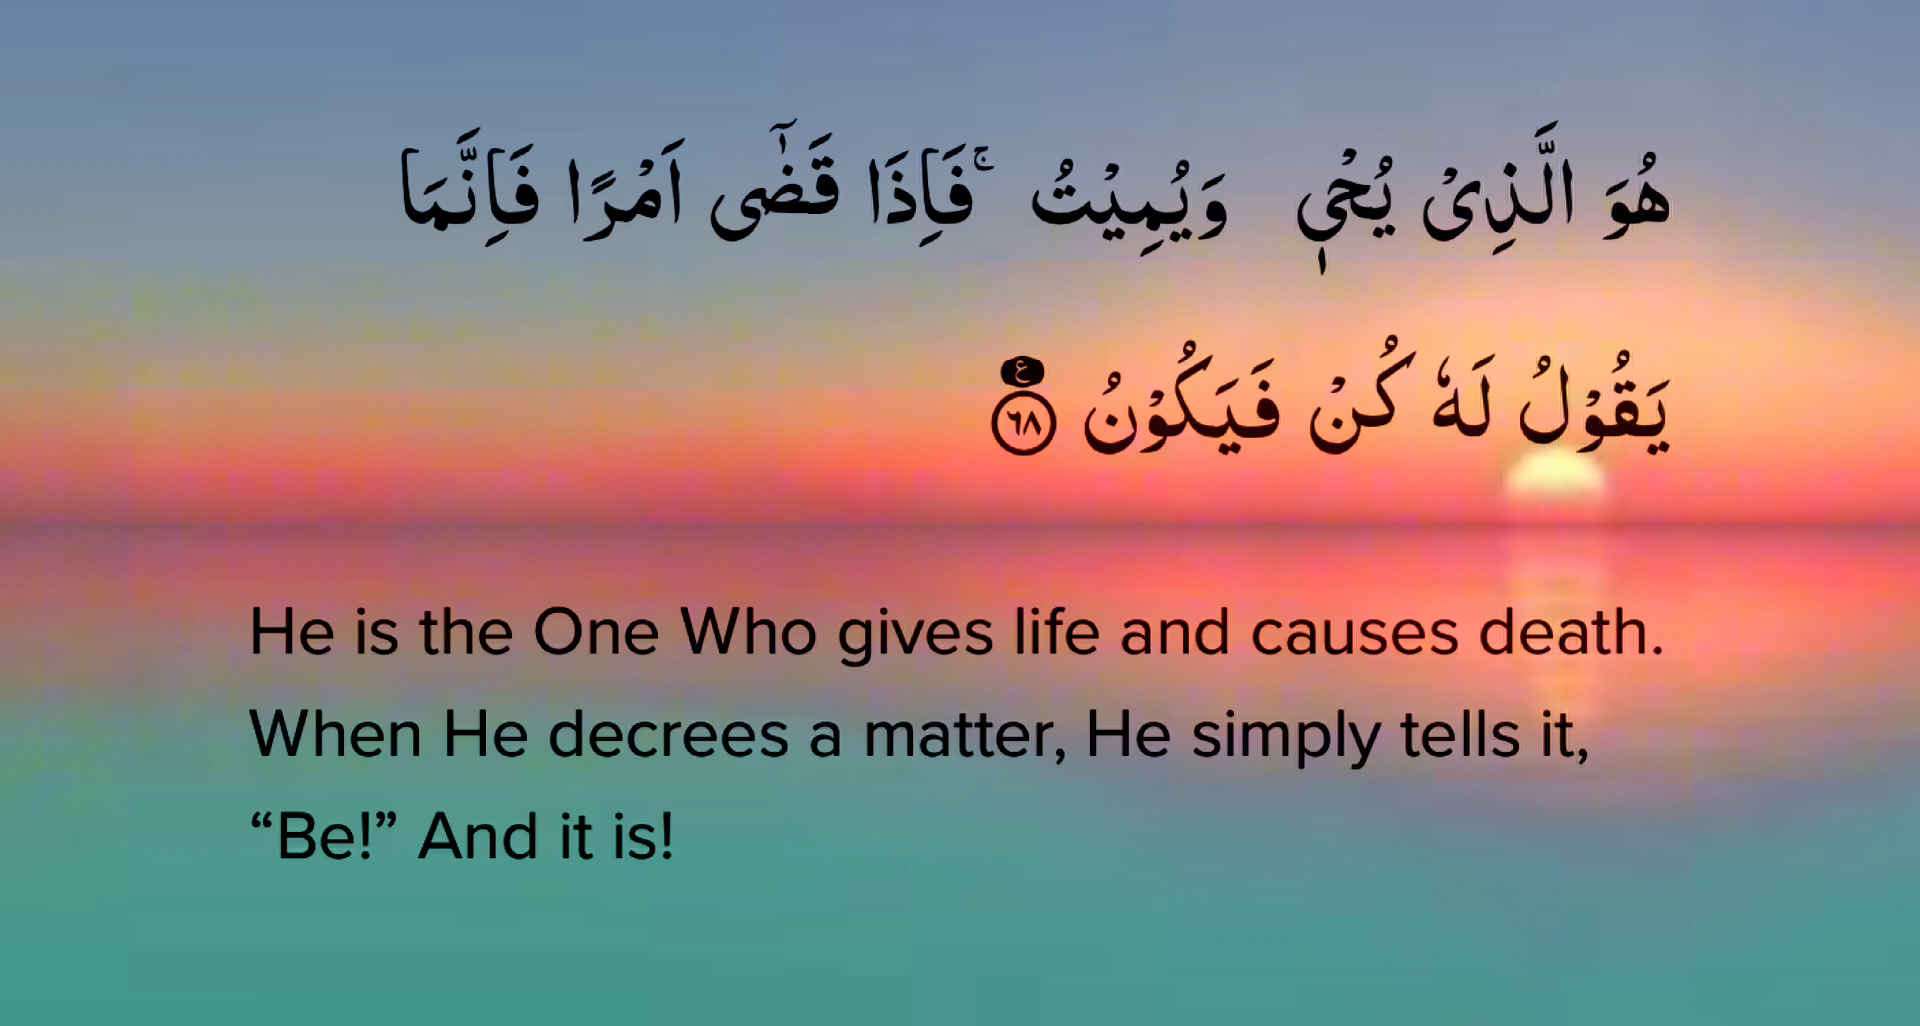 هُوَ الَّذِىْ يُحْىٖ وَيُمِيْتُ ۚ فَاِذَا قَضٰٓى اَمْرًا فَاِنَّمَا
يَقُوْلُ لَهٗ كُنْ فَيَكُوْنُ ع ٦٨
He is the One Who gives life and causes death.
When He decrees a matter, He simply tells it,
“Be!” And it is!